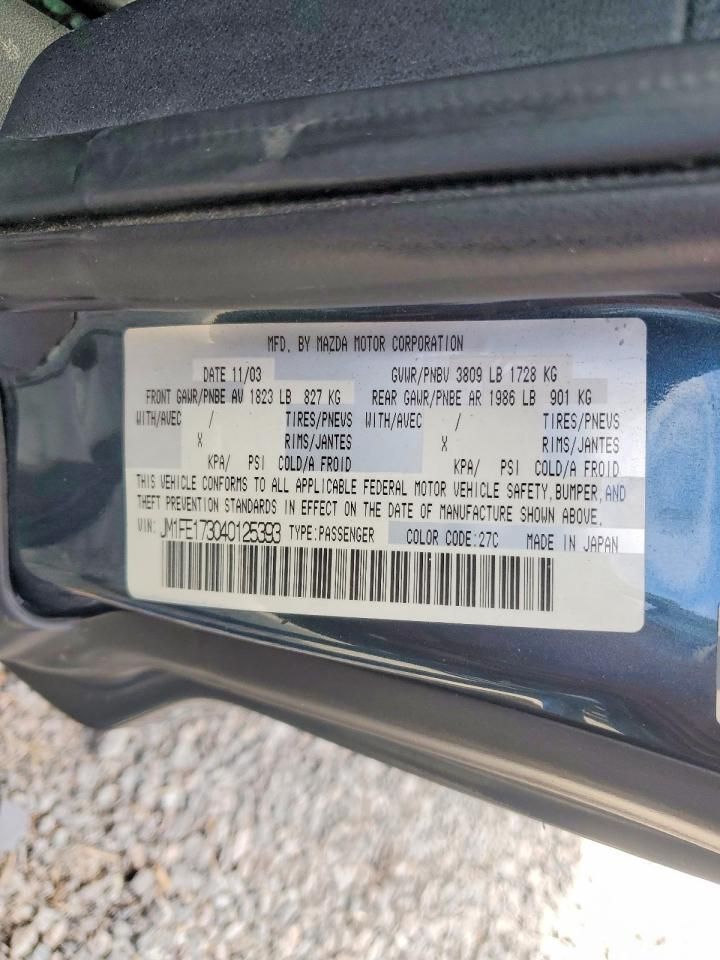 MFD. BY MAZDA MOTOR CORPORATION
DATE 11/03 GVWR/PNBV 3809 LB 1728 KG
FRONT GAWR/PNBE AV 1823 LB 827 KG REAR GAWR/PNBE AR 1986 LB 901 KG
WITH/AVEC / TIRES/PNEVS WITH/AVEC / TIRES/PNEVS
X RIMS/JANTES X RIMS/JANTES
KPA/ PSI COLD/A FROID KPA/ PSI COLD/A FROID
THIS VEHICLE CONFORMS TO ALL APPLICABLE FEDERAL MOTOR VEHICLE SAFETY, BUMPER, AND
THEFT PREVENTION STANDARDS IN EFFECT ON THE DATE OF MANUFACTURE SHOWN ABOVE.
VIN: JM1FE173040125393 TYPE:PASSENGER COLOR CODE:27C MADE IN JAPAN